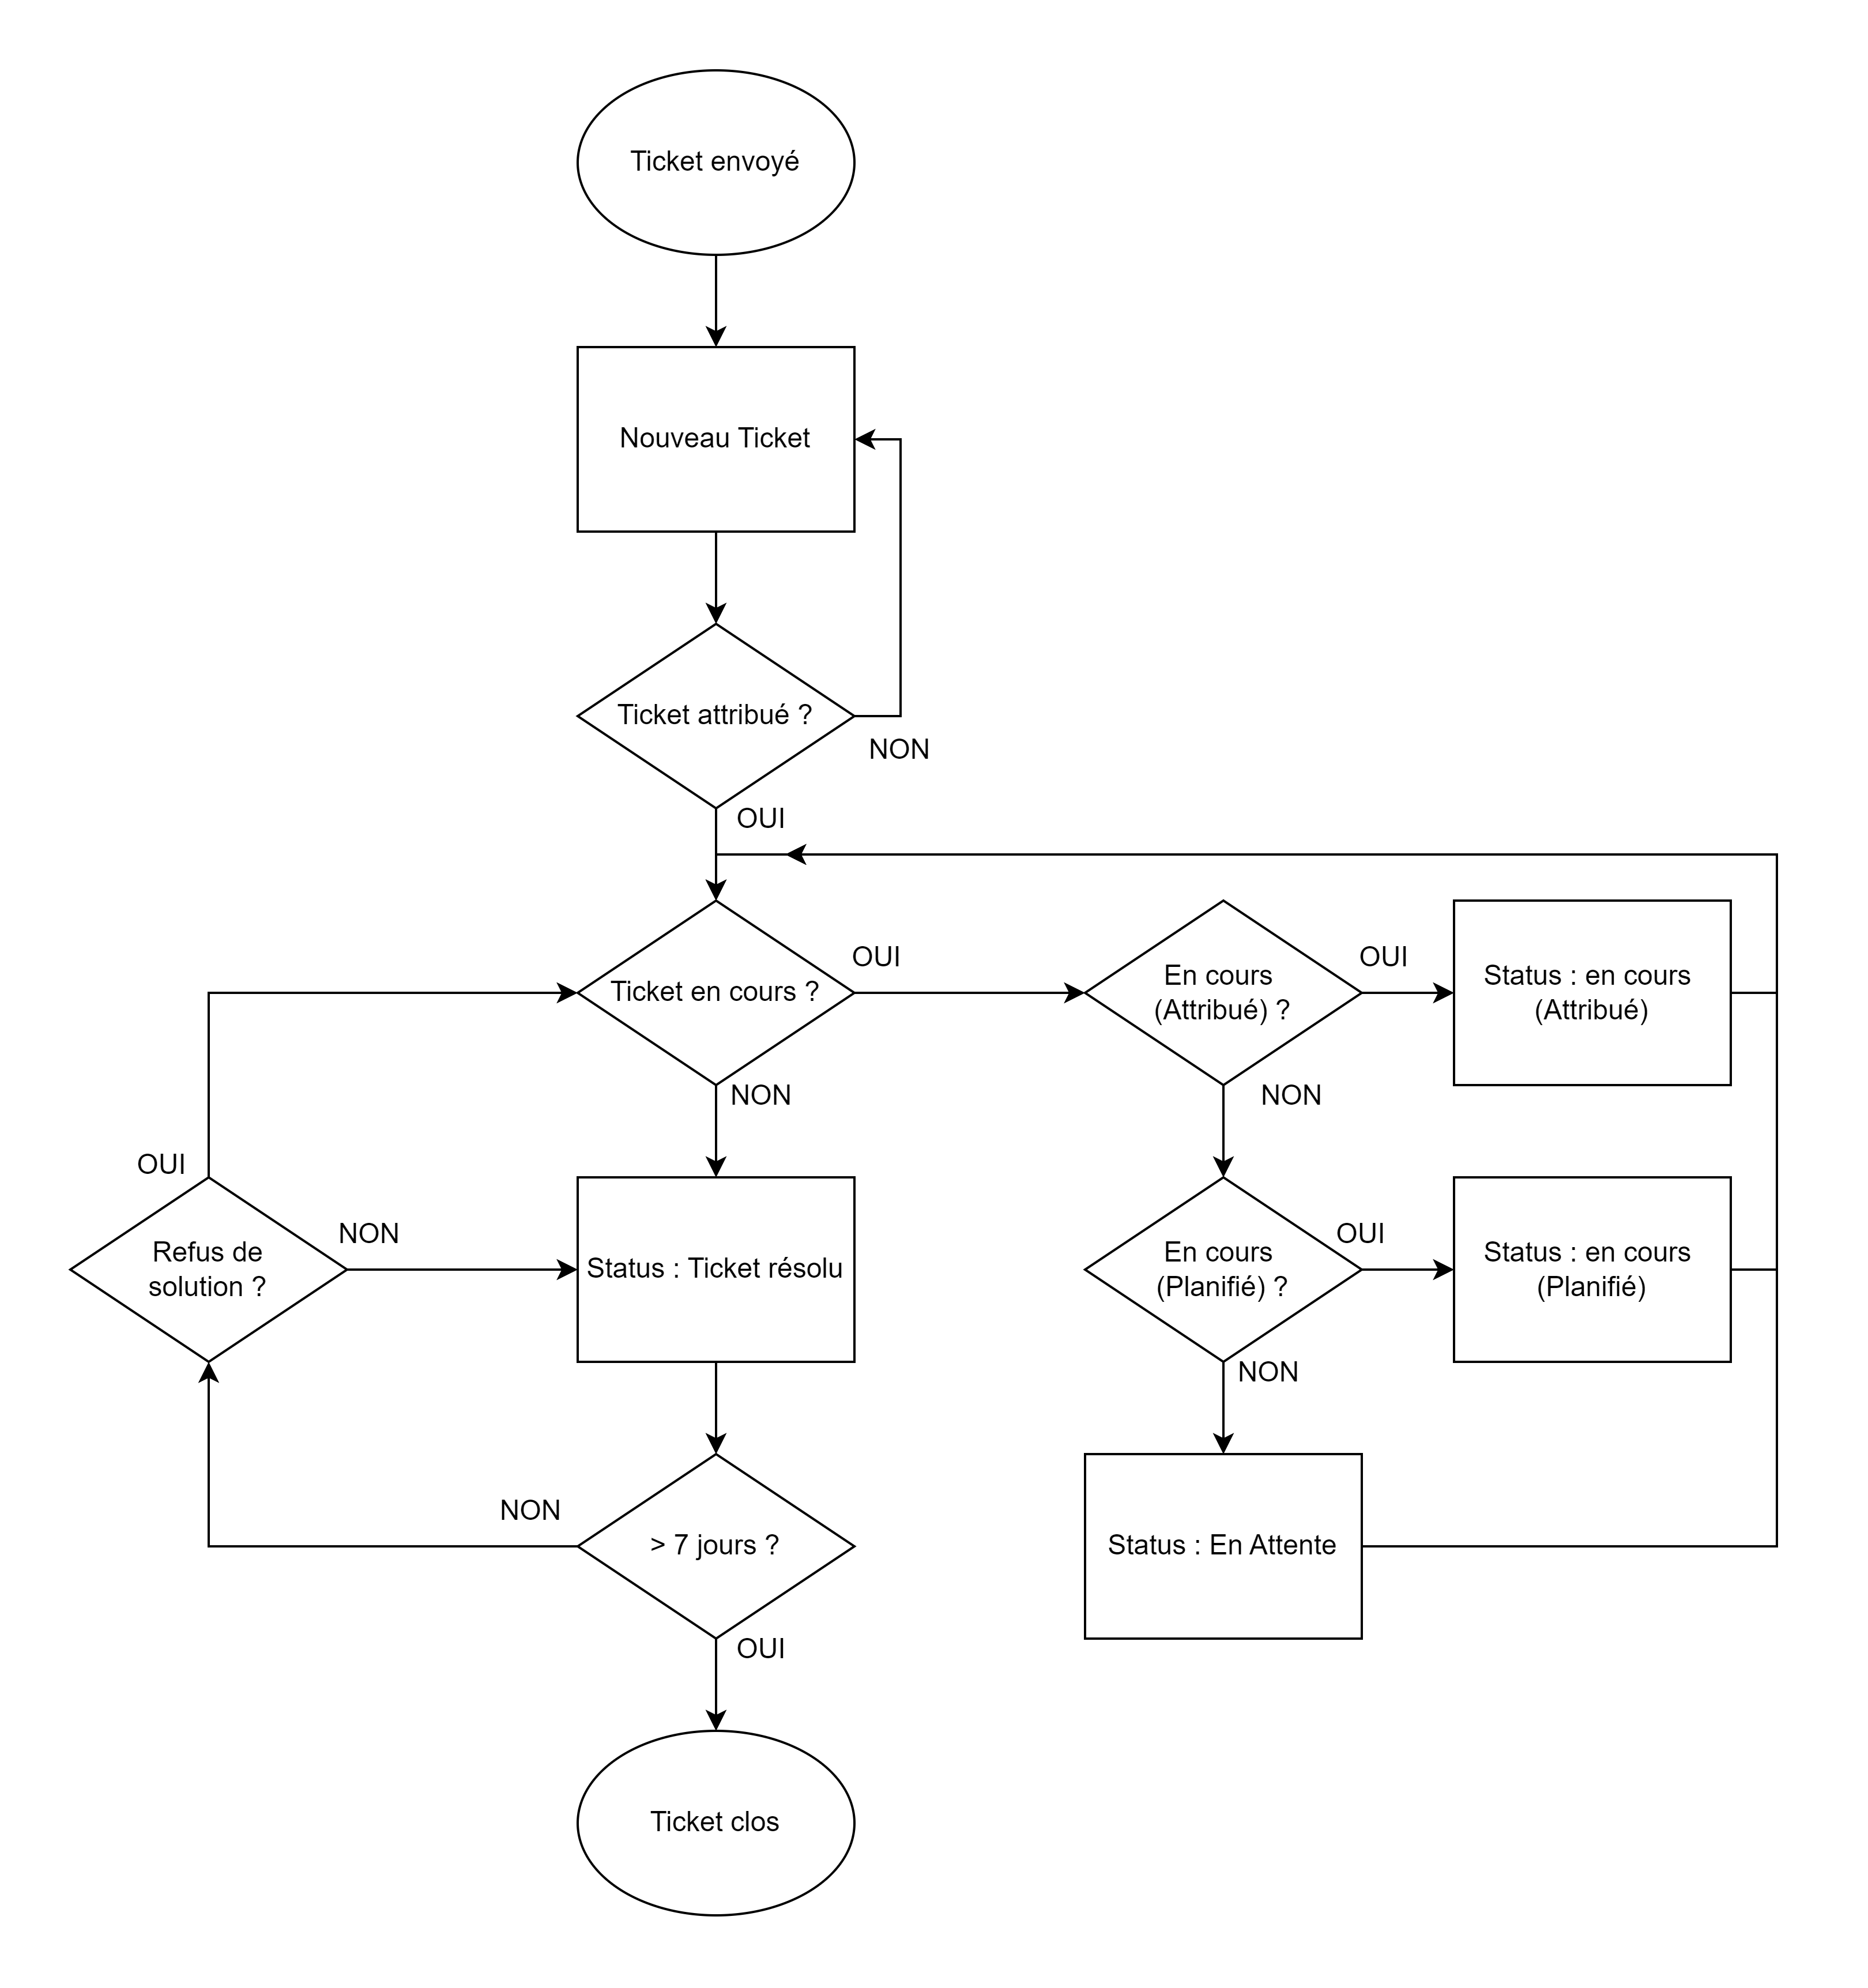 Ticket envoyé
Nouveau Ticket
Ticket attribué ?
NON
OUI
Ticket en cours ?
OUI
En cours
(Attribué) ?
OUI
Status : en cours
(Attribué)
NON
NON
OUI
Refus de
solution ?
NON
Status : Ticket résolu
En cours
(Planifié) ?
OUI
Status : en cours
(Planifié)
NON
NON
> 7 jours ?
Status : En Attente
OUI
Ticket clos